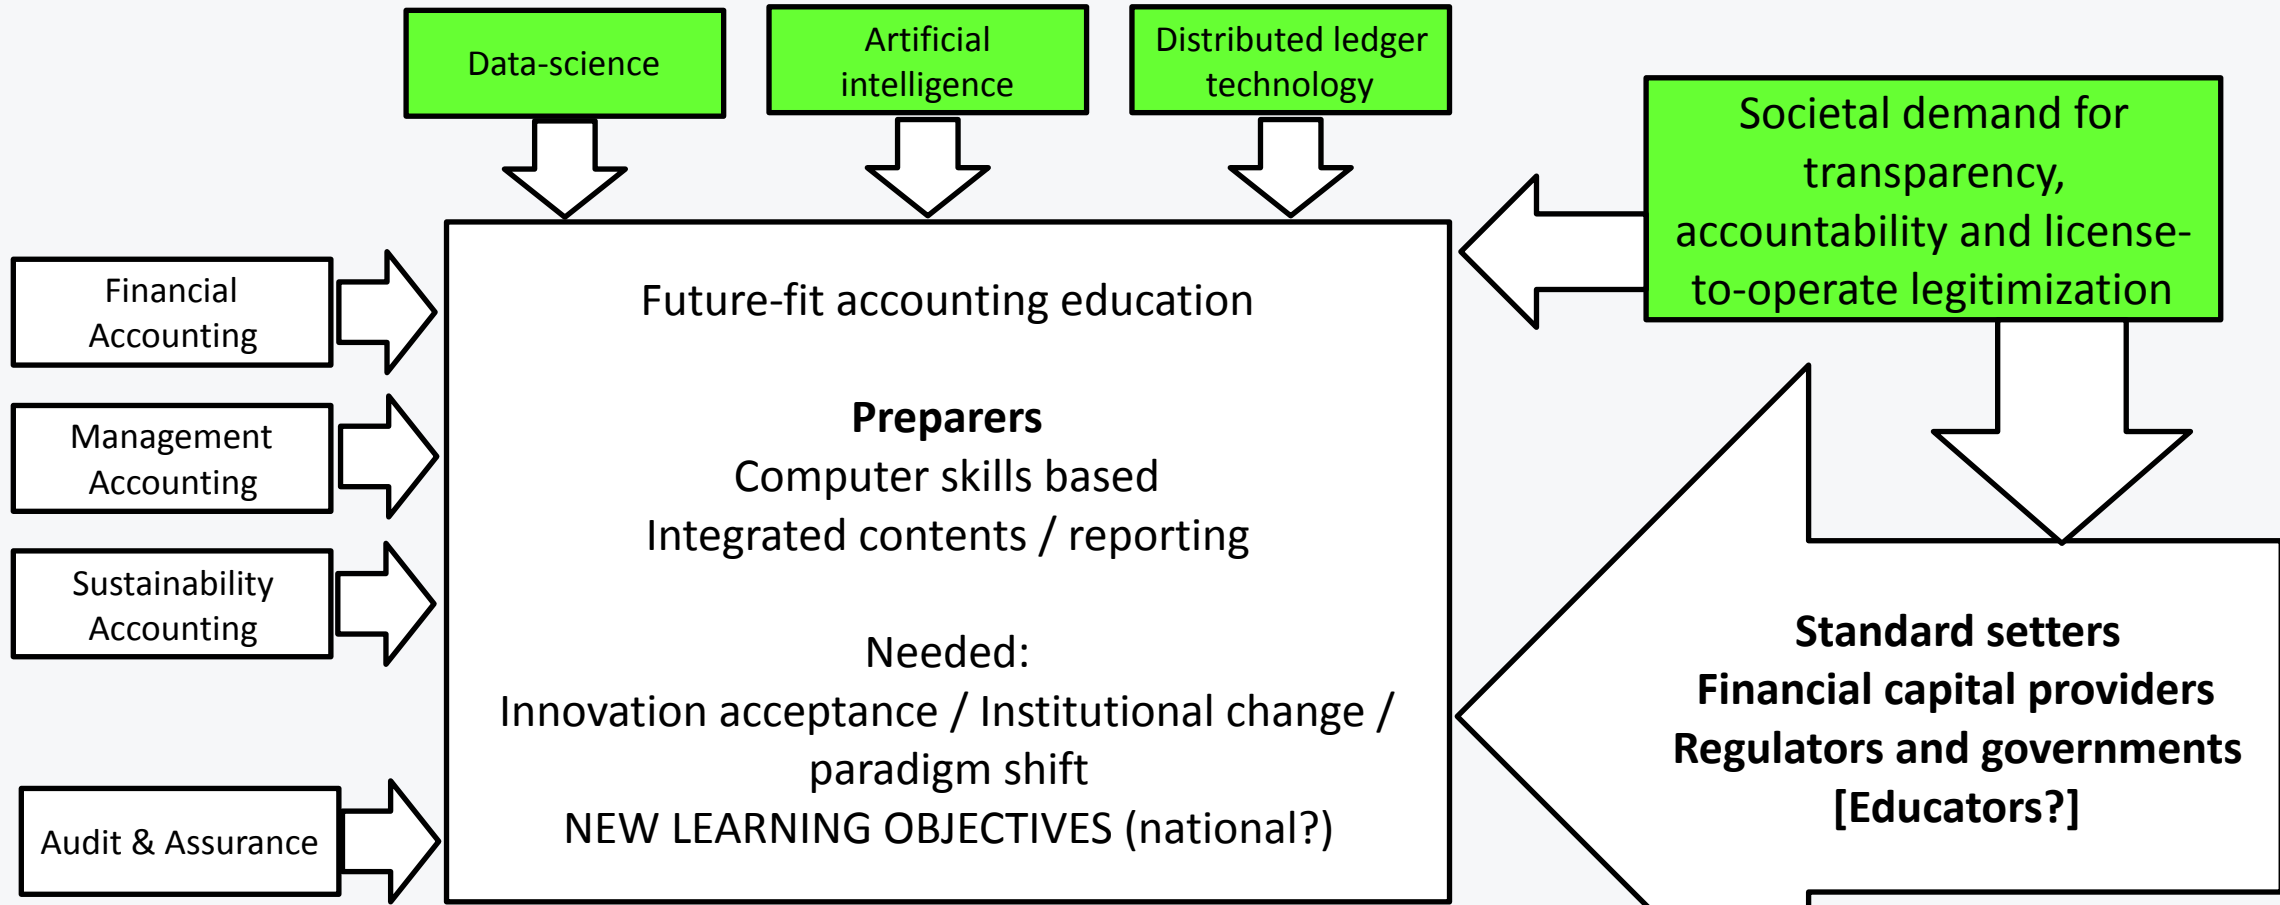 Data-science
Artificial
intelligence
Distributed ledger
technology
Societal demand for
transparency,
accountability and license-
to-operate legitimization
Financial
Accounting
Management
Accounting
Sustainability
Accounting
Audit & Assurance
Future-fit accounting education
Preparers
Computer skills based
Integrated contents / reporting
Needed:
Innovation acceptance / Institutional change /
paradigm shift
NEW LEARNING OBJECTIVES (national?)
Standard setters
Financial capital providers
Regulators and governments
[Educators?]